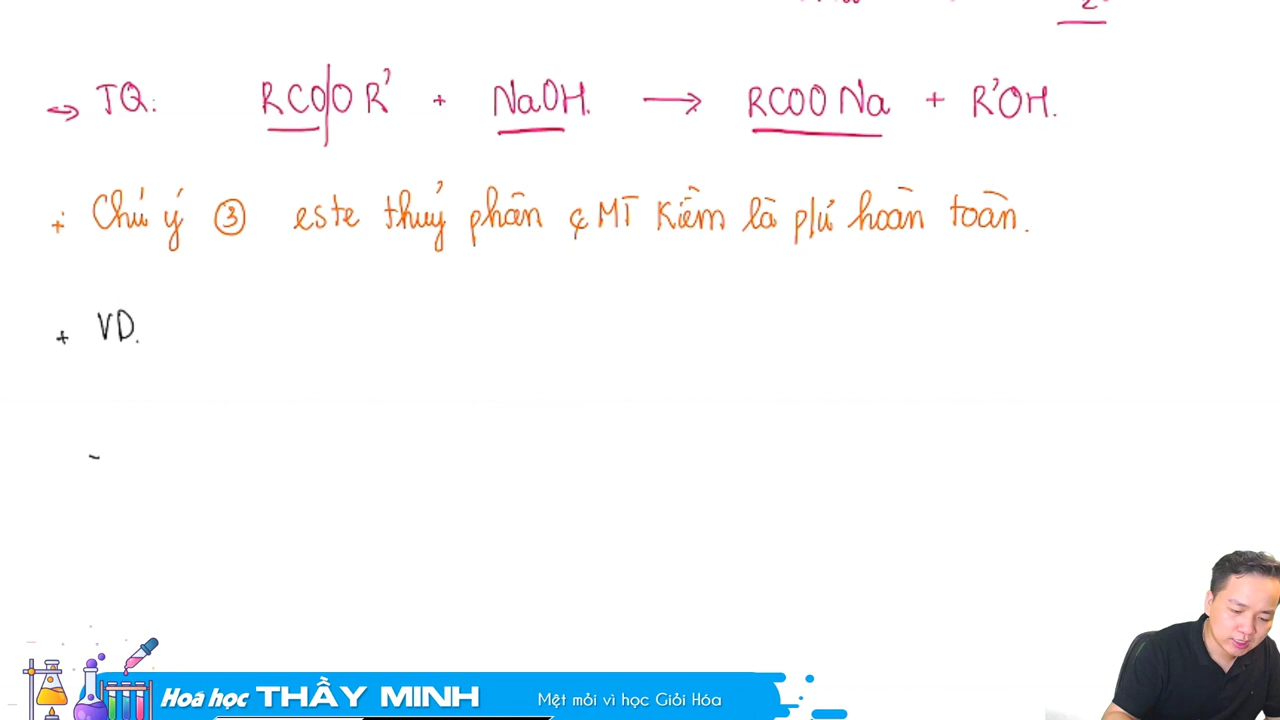 TQ: RCOOR' + NaOH. → RCOONa + R'OH.
+ Chú ý ③ este thuỷ phân MT Kiềm là p/ứ hoàn toàn.
+ VD.
-
Hoá học THẦY MINH Mệt mỏi vì học Giỏi Hóa